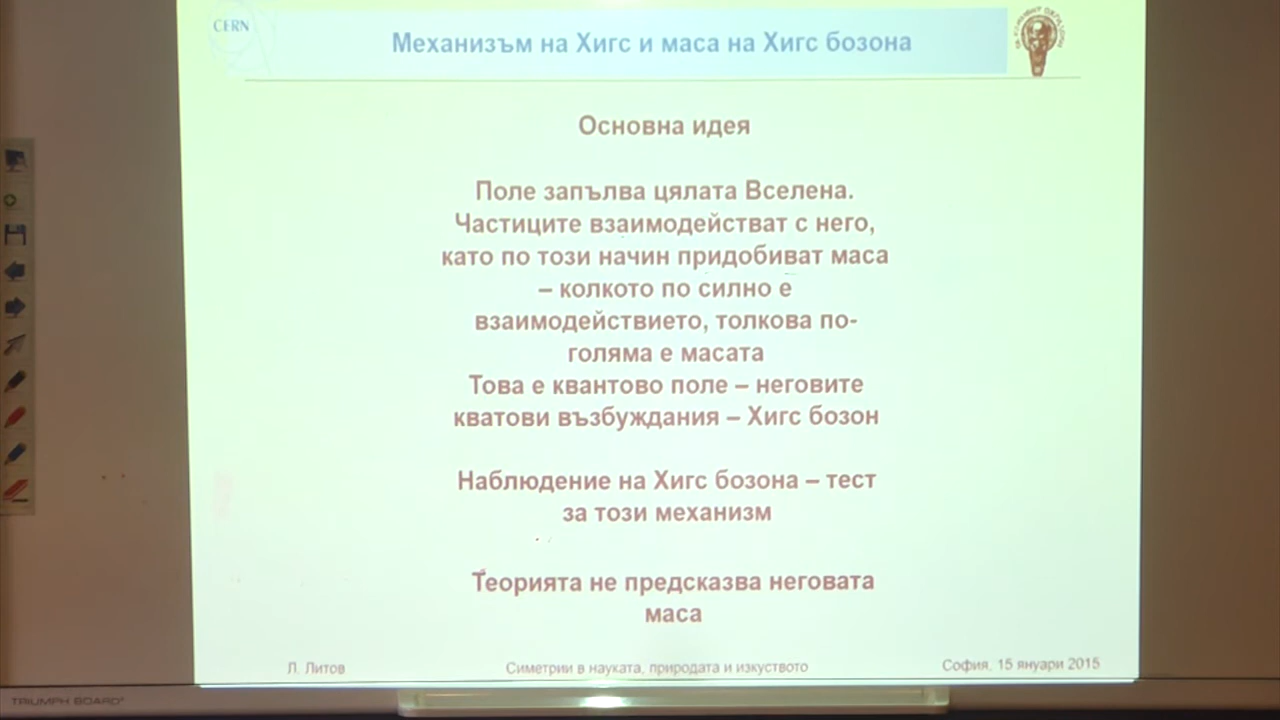 CERN
Механизъм на Хигс и маса на Хигс бозона
Основна идея
Поле запълва цялата Вселена.
Частиците взаимодействат с него,
като по този начин придобиват маса
– колкото по силно е
взаимодействието, толкова по-
голяма е масата
Това е квантово поле – неговите
кватови възбуждания – Хигс бозон
Наблюдение на Хигс бозона – тест
за този механизм
Теорията не предсказва неговата
маса
Л. Литов
Симетрии в науката, природата и изкуството
София, 15 януари 2015
TRIUMPH BOARD